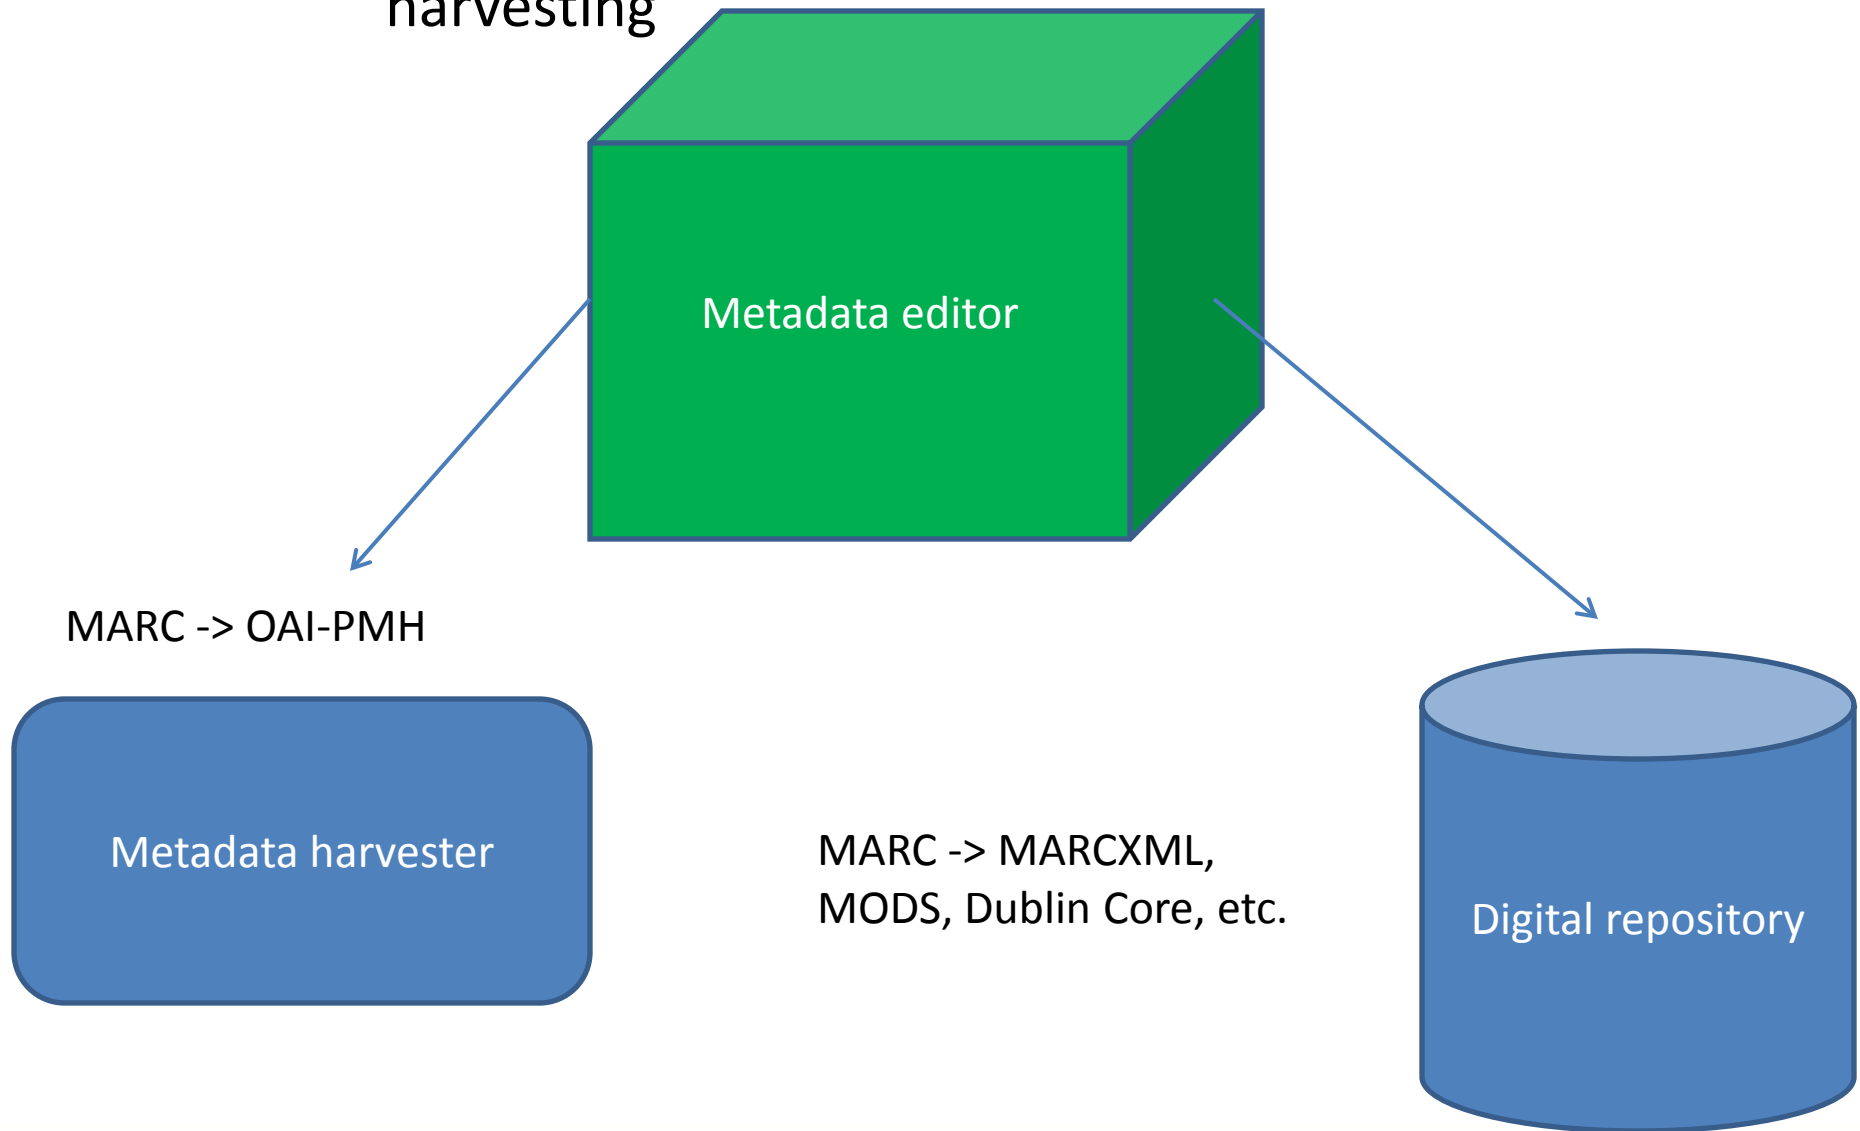 harvesting
Metadata editor
MARC -> OAI-PMH
Metadata harvester
MARC -> MARCXML,
MODS, Dublin Core, etc.
Digital repository